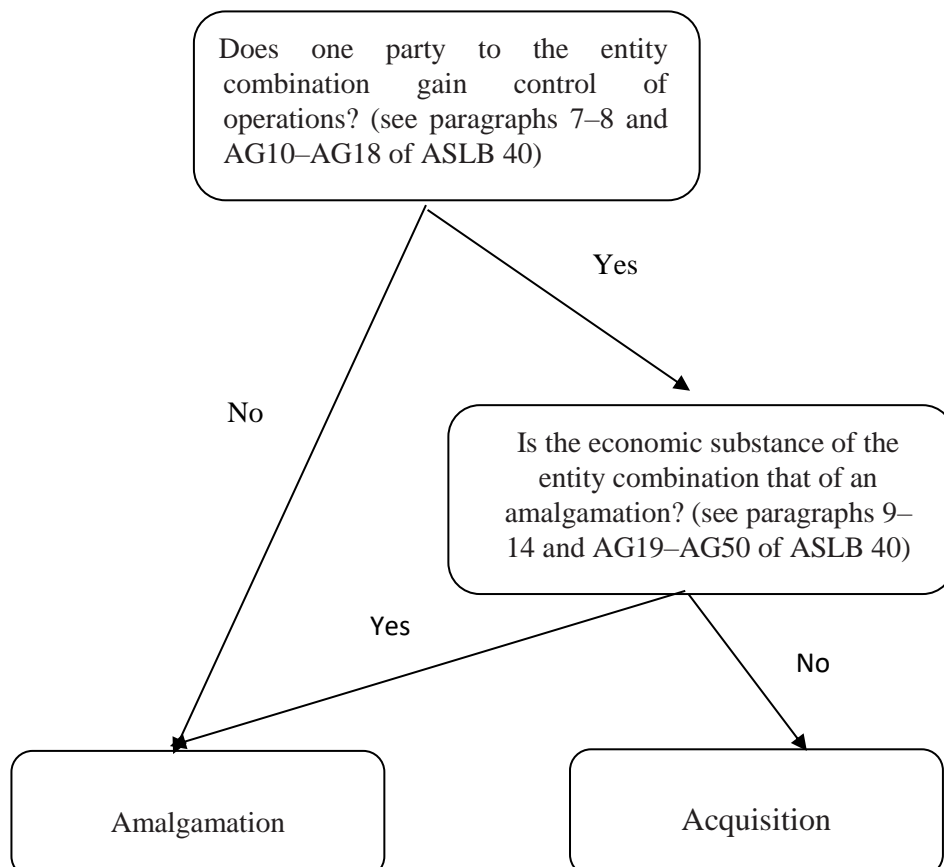 Does one party to the entity
combination gain control of
operations? (see paragraphs 7–8 and
AG10–AG18 of ASLB 40)
Yes
No
Is the economic substance of the
entity combination that of an
amalgamation? (see paragraphs 9–
14 and AG19–AG50 of ASLB 40)
Yes
No
Amalgamation
Acquisition